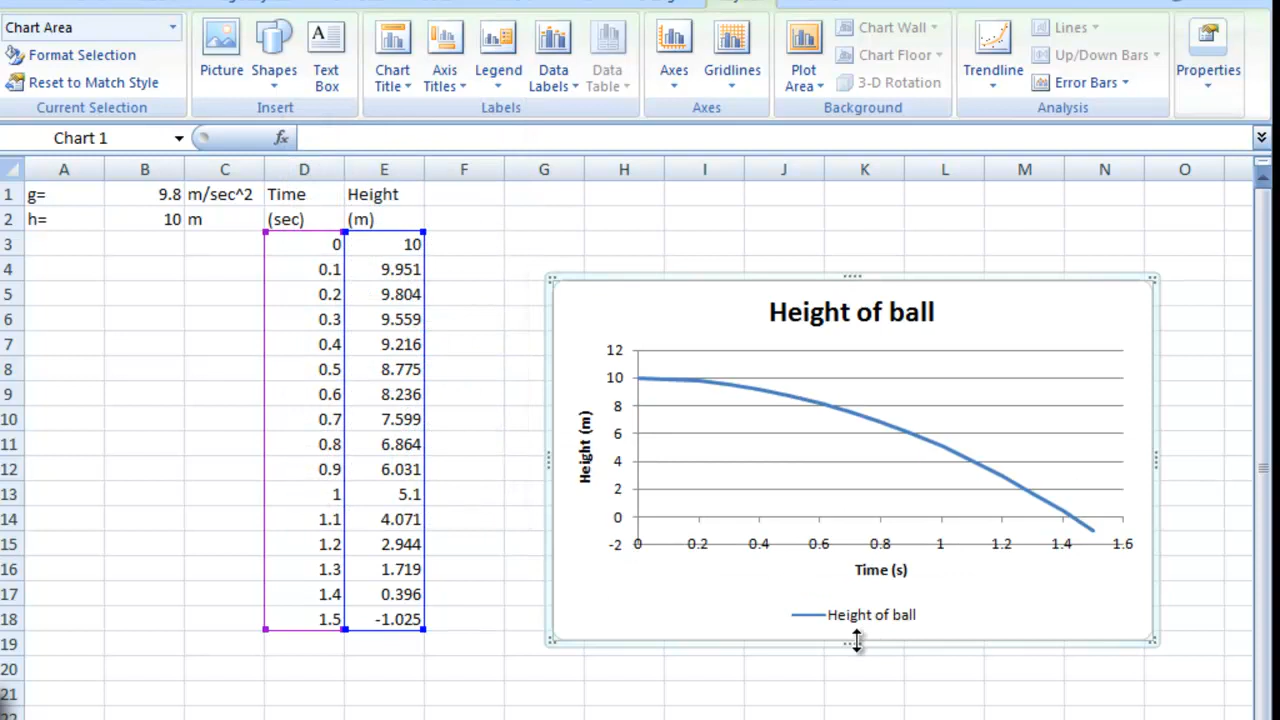 Chart Area
Format Selection
Reset to Match Style
Current Selection
Picture Shapes Text Box
Insert
Chart Title Axis Titles Legend Data Labels Data Table
Labels
Axes Gridlines
Axes
Plot Area Chart Wall
Chart Floor
3-D Rotation
Background
Trendline Lines
Up/Down Bars
Error Bars
Analysis
Properties
Chart 1 fx
A B C D E F G H I J K L M N O
1 g= 9.8 m/sec^2 Time Height
2 h= 10 m (sec) (m)
3 0 10
4 0.1 9.951
5 0.2 9.804
6 0.3 9.559
7 0.4 9.216
8 0.5 8.775
9 0.6 8.236
10 0.7 7.599
11 0.8 6.864
12 0.9 6.031
13 1 5.1
14 1.1 4.071
15 1.2 2.944
16 1.3 1.719
17 1.4 0.396
18 1.5 -1.025
19
20
21
Height of ball
12
10
8
6
4
2
0
-2
Height (m)
0 0.2 0.4 0.6 0.8 1 1.2 1.4 1.6
Time (s)
Height of ball